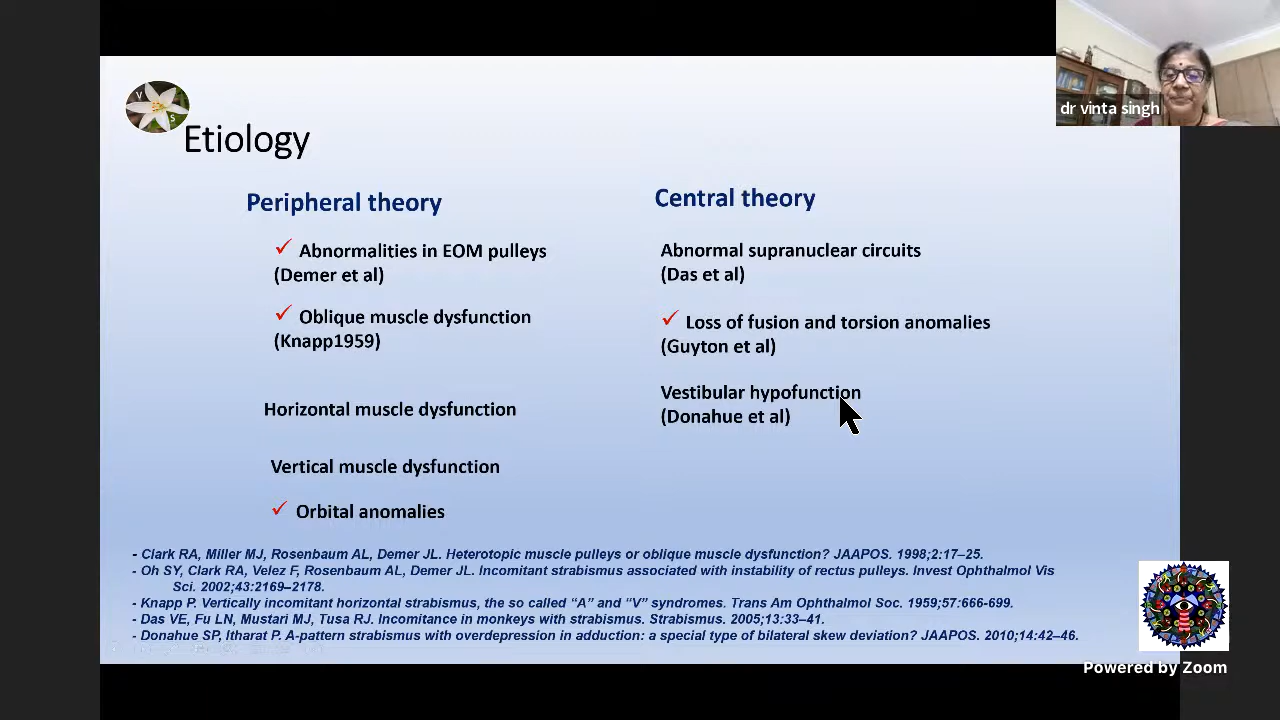 dr vinta singh
V
S
Etiology
Peripheral theory
✓ Abnormalities in EOM pulleys
(Demer et al)
✓ Oblique muscle dysfunction
(Knapp1959)
Horizontal muscle dysfunction
Vertical muscle dysfunction
✓ Orbital anomalies
Central theory
Abnormal supranuclear circuits
(Das et al)
✓ Loss of fusion and torsion anomalies
(Guyton et al)
Vestibular hypofunction
(Donahue et al)
- Clark RA, Miller MJ, Rosenbaum AL, Demer JL. Heterotopic muscle pulleys or oblique muscle dysfunction? JAAPOS. 1998;2:17–25.
- Oh SY, Clark RA, Velez F, Rosenbaum AL, Demer JL. Incomitant strabismus associated with instability of rectus pulleys. Invest Ophthalmol Vis
Sci. 2002;43:2169–2178.
- Knapp P. Vertically incomitant horizontal strabismus, the so called “A” and “V” syndromes. Trans Am Ophthalmol Soc. 1959;57:666-699.
- Das VE, Fu LN, Mustari MJ, Tusa RJ. Incomitance in monkeys with strabismus. Strabismus. 2005;13:33–41.
- Donahue SP, Itharat P. A-pattern strabismus with overdepression in adduction: a special type of bilateral skew deviation? JAAPOS. 2010;14:42–46.
Powered by Zoom